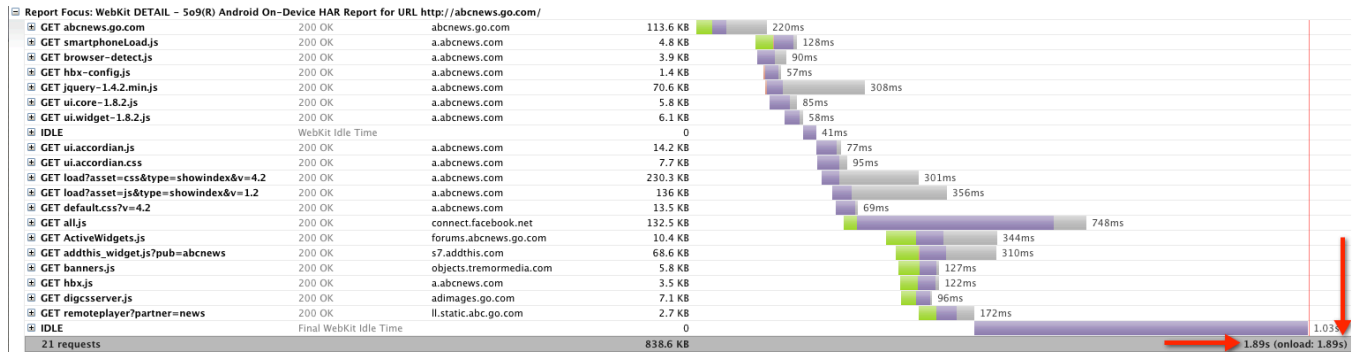 Report Focus: WebKit DETAIL - 5o9(R) Android On-Device HAR Report for URL http://abcnews.go.com/
GET abcnews.go.com 200 OK abcnews.go.com 113.6 KB 220ms
GET smartphoneLoad.js 200 OK a.abcnews.com 4.8 KB 128ms
GET browser-detect.js 200 OK a.abcnews.com 3.9 KB 90ms
GET hbx-config.js 200 OK a.abcnews.com 1.4 KB 57ms
GET jquery-1.4.2.min.js 200 OK a.abcnews.com 70.6 KB 308ms
GET ui.core-1.8.2.js 200 OK a.abcnews.com 5.8 KB 85ms
GET ui.widget-1.8.2.js 200 OK a.abcnews.com 6.1 KB 58ms
IDLE WebKit Idle Time 0 41ms
GET ui.accordian.js 200 OK a.abcnews.com 14.2 KB 77ms
GET ui.accordian.css 200 OK a.abcnews.com 7.7 KB 95ms
GET load?asset=css&type=showindex&v=4.2 200 OK a.abcnews.com 230.3 KB 301ms
GET load?asset=js&type=showindex&v=1.2 200 OK a.abcnews.com 136 KB 356ms
GET default.css?v=4.2 200 OK a.abcnews.com 13.5 KB 69ms
GET all.js 200 OK connect.facebook.net 132.5 KB 748ms
GET ActiveWidgets.js 200 OK forums.abcnews.go.com 10.4 KB 344ms
GET addthis_widget.js?pub=abcnews 200 OK s7.addthis.com 68.6 KB 310ms
GET banners.js 200 OK objects.tremormedia.com 5.8 KB 127ms
GET hbx.js 200 OK a.abcnews.com 3.5 KB 122ms
GET digcsserver.js 200 OK adimages.go.com 7.1 KB 96ms
GET remoteplayer?partner=news 200 OK ll.static.abc.go.com 2.7 KB 172ms
IDLE Final WebKit Idle Time 0 1.03s
21 requests 838.6 KB 1.89s (onload: 1.89s)